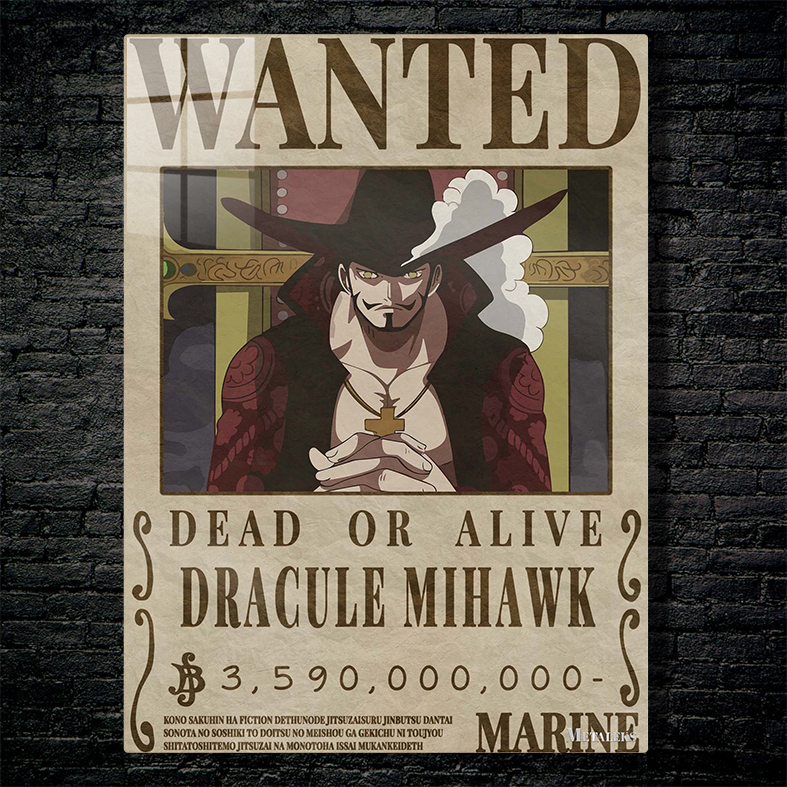 WANTED
DEAD OR ALIVE
DRACULE MIHAWK
3,590,000,000-
KONO SAKUHIN HA FICTION DETHUNODE JITSUZAISURU JINBUTSU DANTAI
SONOTA NO SOSHIKI TO DOITSU NO MEISHOU GA GEKICHU NI TOUJYOU
SHITATOSHITEMO JITSUZAI NA MONOTOHA ISSAI MUKANKEIDETH
MARINE
METALEKS